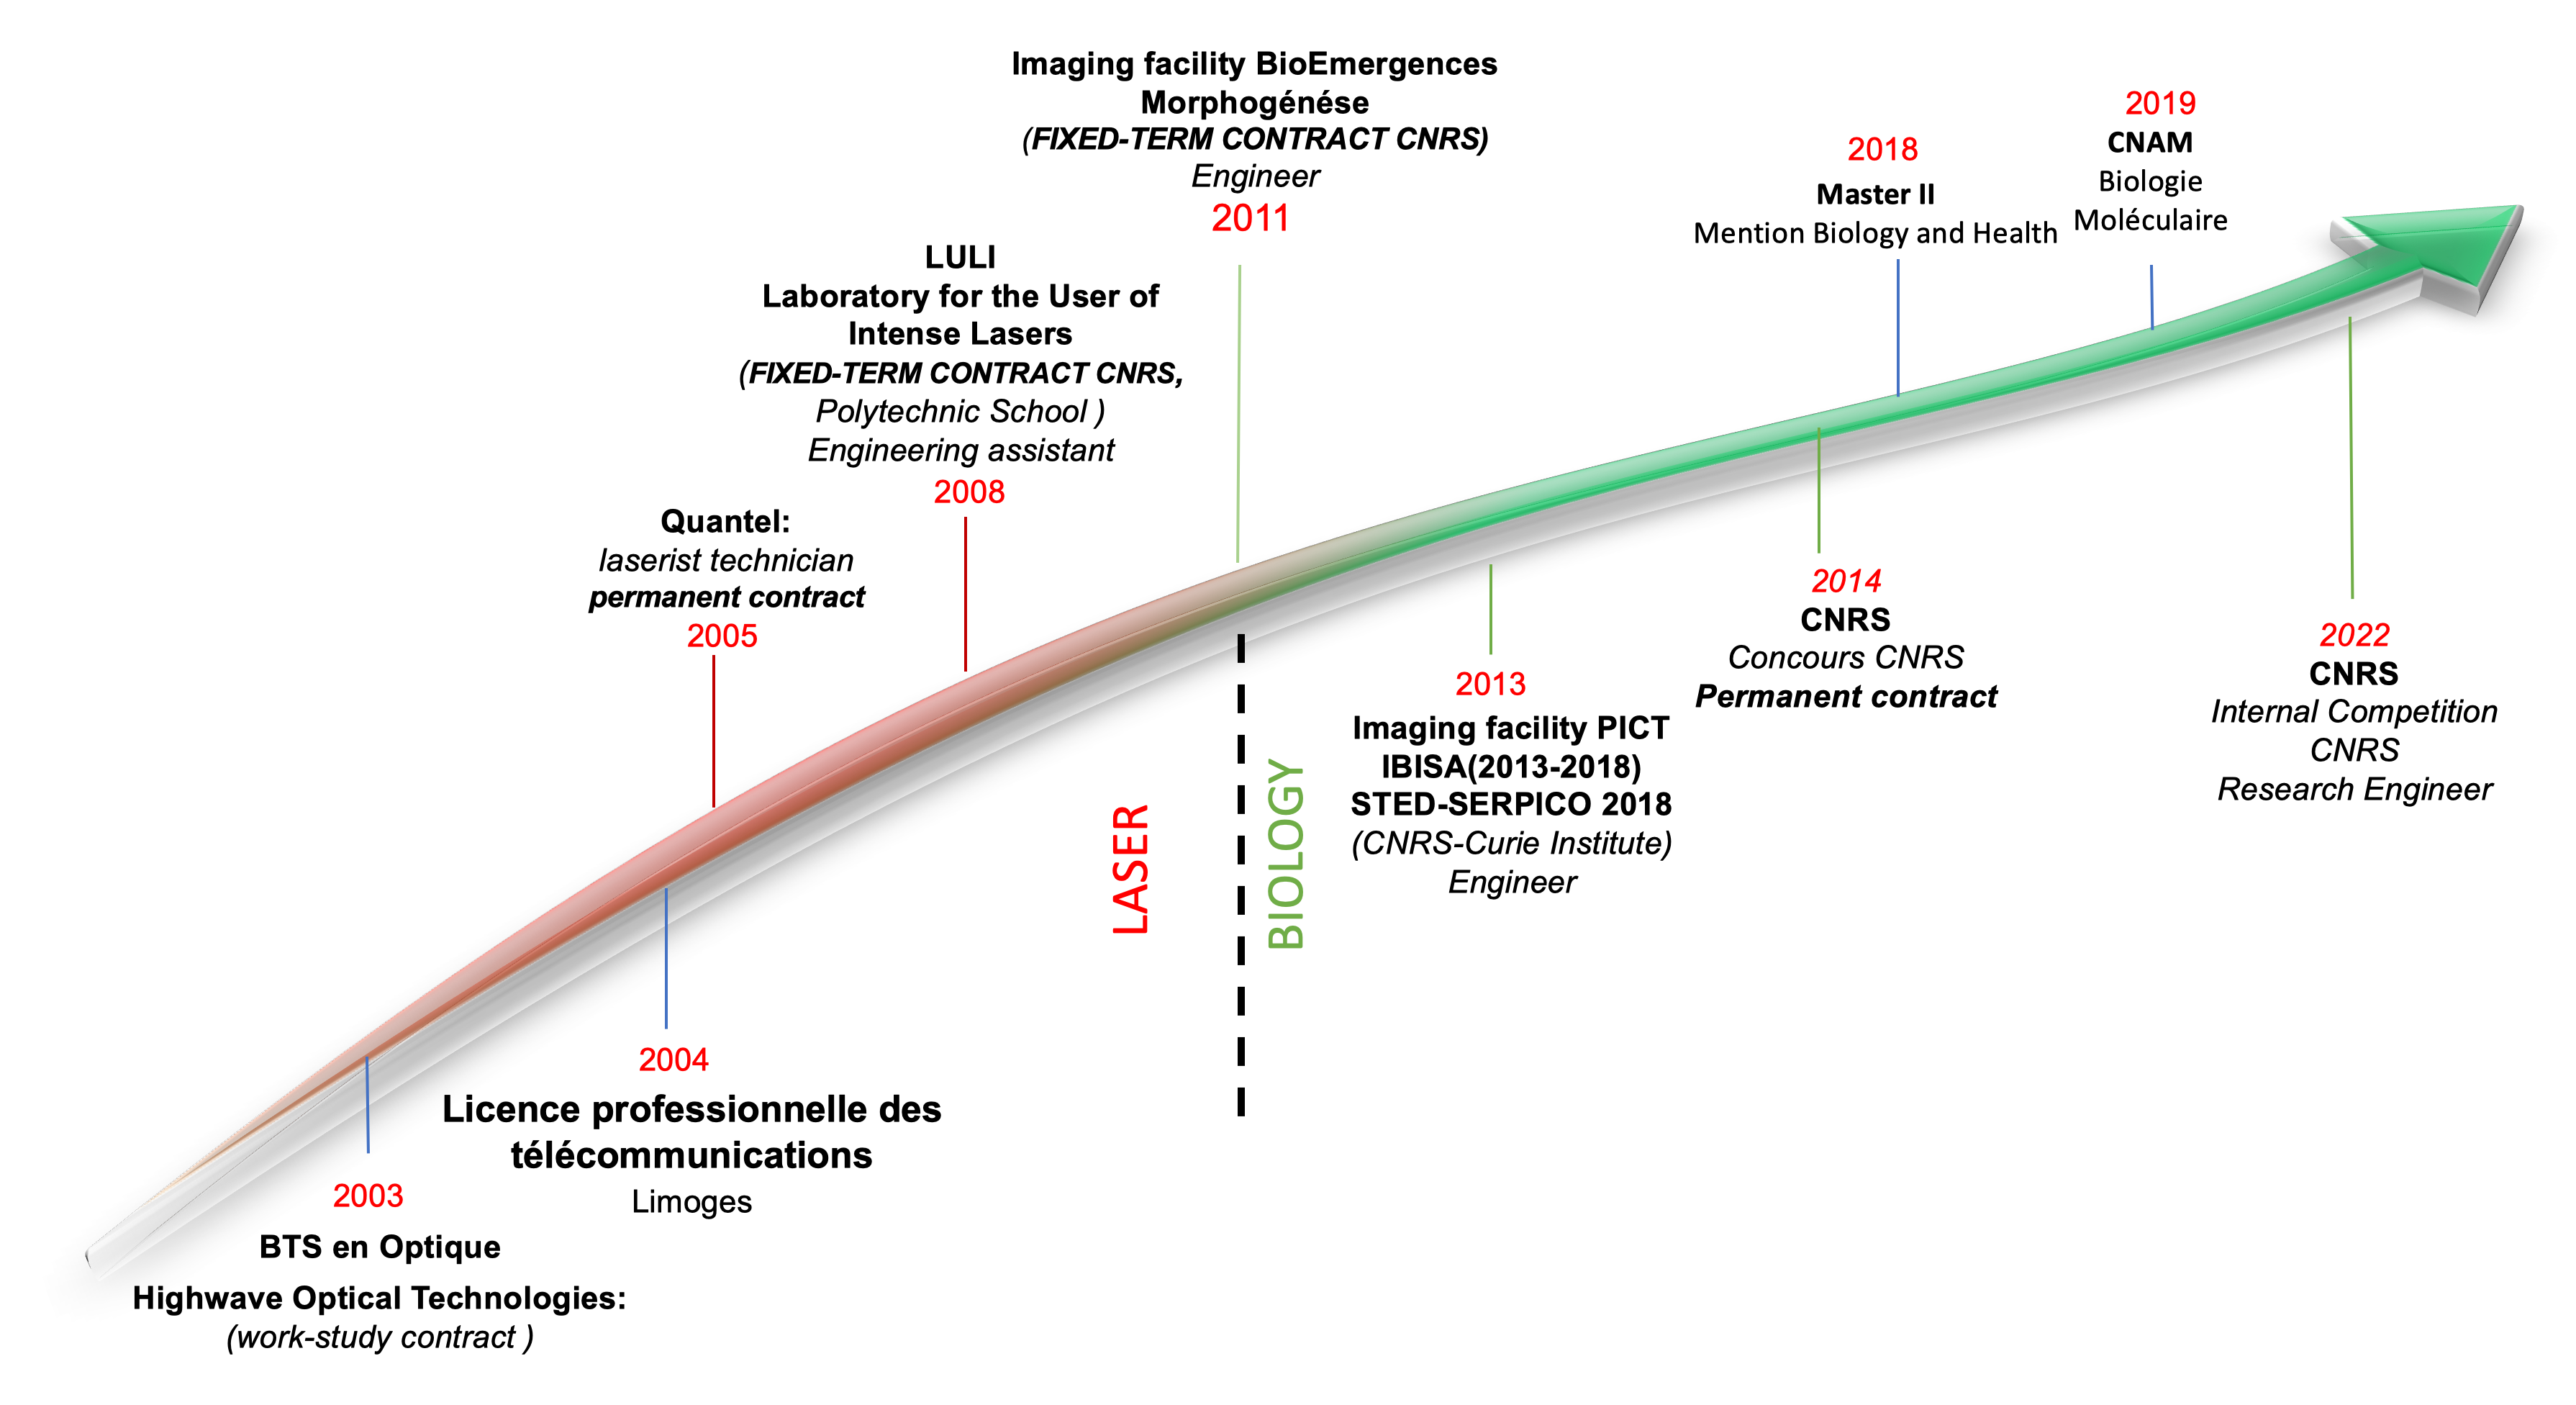 Imaging facility BioEmergences
Morphogénése
(FIXED-TERM CONTRACT CNRS)
Engineer
2011
LULI
Laboratory for the User of
Intense Lasers
(FIXED-TERM CONTRACT CNRS,
Polytechnic School )
Engineering assistant
2008
Quantel:
laserist technician
permanent contract
2005
2018
Master II
Mention Biology and Health
2019
CNAM
Biologie
Moléculaire
2003
BTS en Optique
Highwave Optical Technologies:
(work-study contract )
2004
Licence professionnelle des
télécommunications
Limoges
LASER
BIOLOGY
2013
Imaging facility PICT
IBISA(2013-2018)
STED-SERPICO 2018
(CNRS-Curie Institute)
Engineer
2014
CNRS
Concours CNRS
Permanent contract
2022
CNRS
Internal Competition
CNRS
Research Engineer